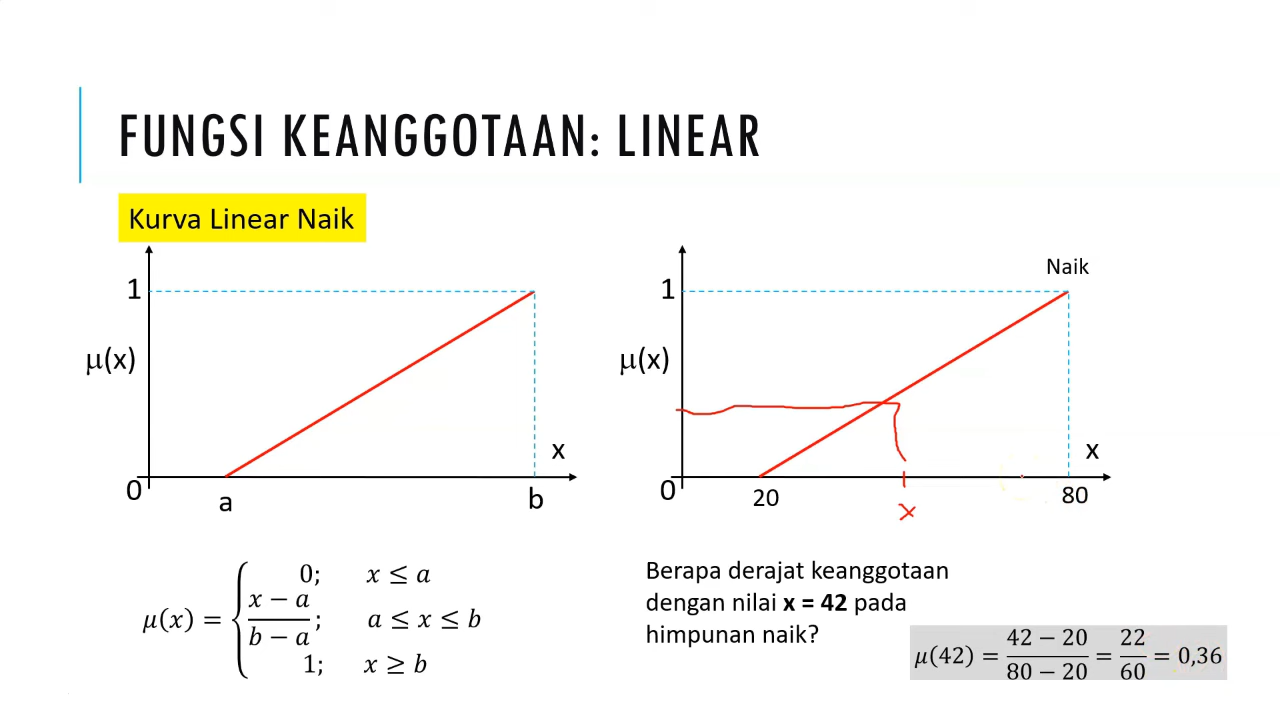 FUNGSI KEANGGOTAAN: LINEAR
Kurva Linear Naik
1
μ(x)
x
0
a
b
Naik
1
μ(x)
x
0
20
80
x
μ(x) = { 0; x ≤ a
(x − a)/(b − a); a ≤ x ≤ b
1; x ≥ b
Berapa derajat keanggotaan
dengan nilai x = 42 pada
himpunan naik?
μ(42) = (42 − 20)/(80 − 20) = 22/60 = 0,36